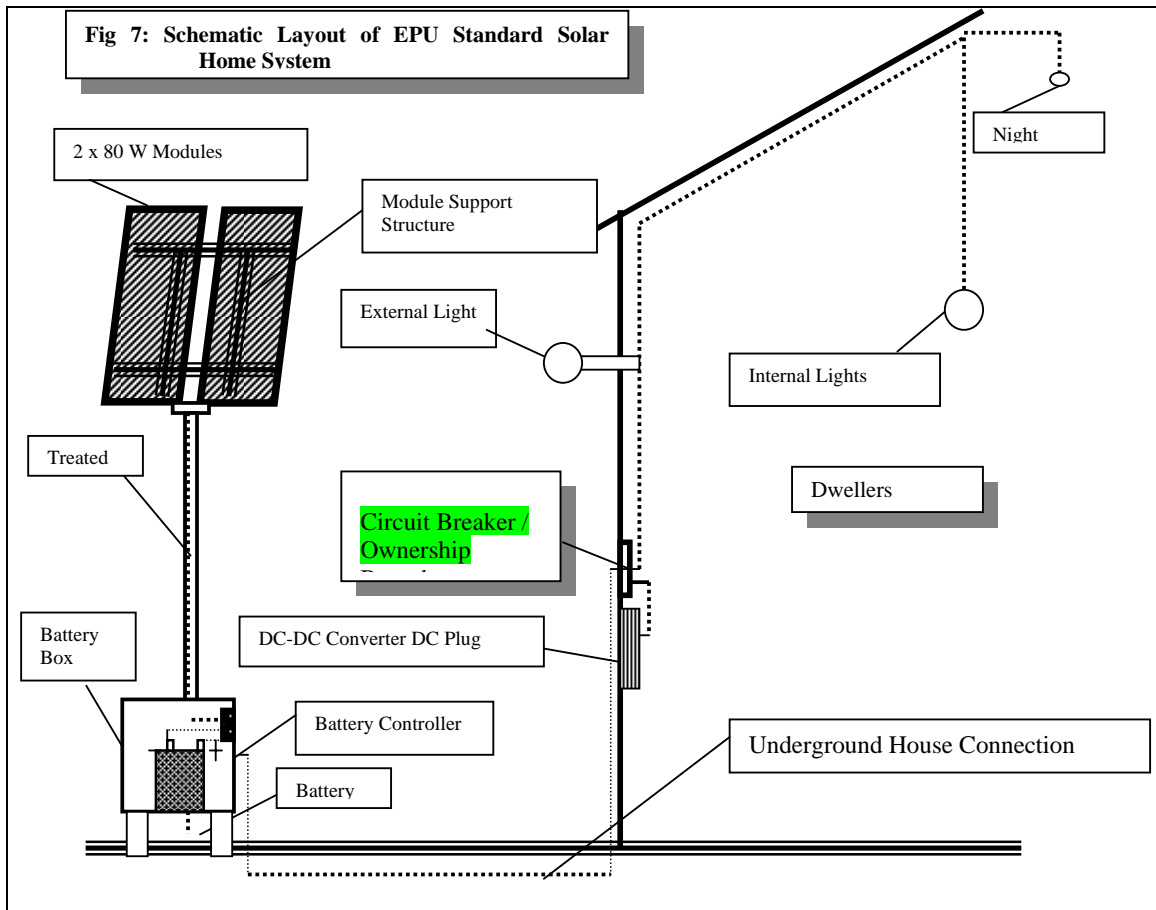 Fig 7: Schematic Layout of EPU Standard Solar
Home System
Night
2 x 80 W Modules
Module Support
Structure
External Light
Internal Lights
Treated
Dwellers
Circuit Breaker /
Ownership
Battery
Box
DC-DC Converter DC Plug
Battery Controller
Underground House Connection
Battery